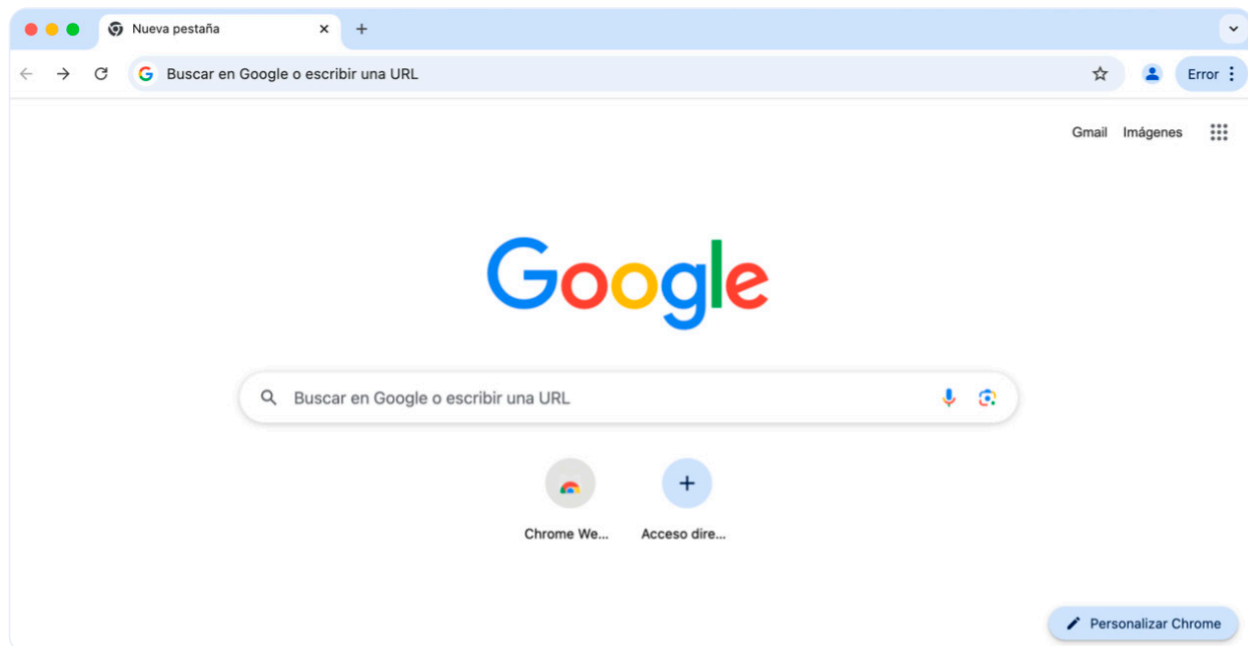 Nueva pestaña
Buscar en Google o escribir una URL
Error
Gmail Imágenes
Google
Buscar en Google o escribir una URL
Chrome We... Acceso dire...
Personalizar Chrome